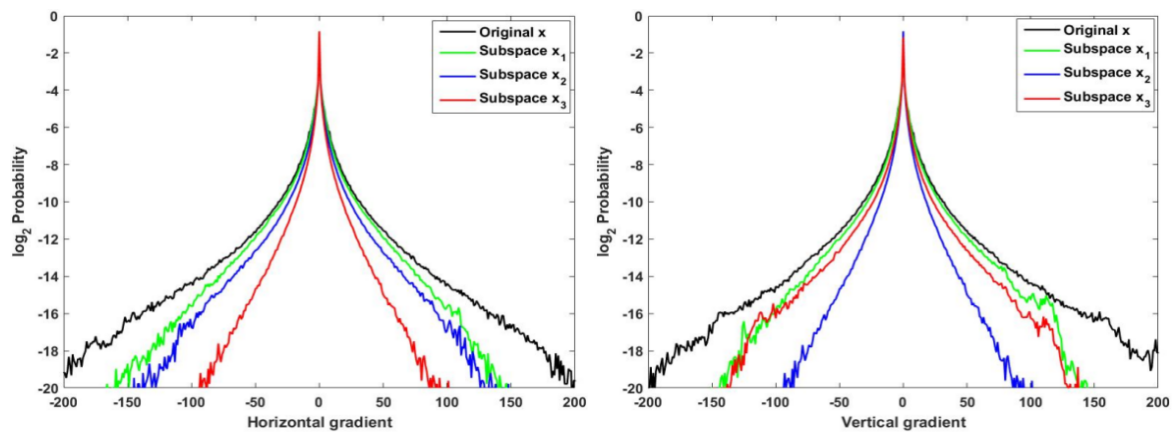 0
-2
-4
-6
-8
-10
-12
-14
-16
-18
-20
log2 Probability
-200 -150 -100 -50 0 50 100 150 200
Horizontal gradient
Original x
Subspace x1
Subspace x2
Subspace x3
0
-2
-4
-6
-8
-10
-12
-14
-16
-18
-20
log2 Probability
-200 -150 -100 -50 0 50 100 150 200
Vertical gradient
Original x
Subspace x1
Subspace x2
Subspace x3